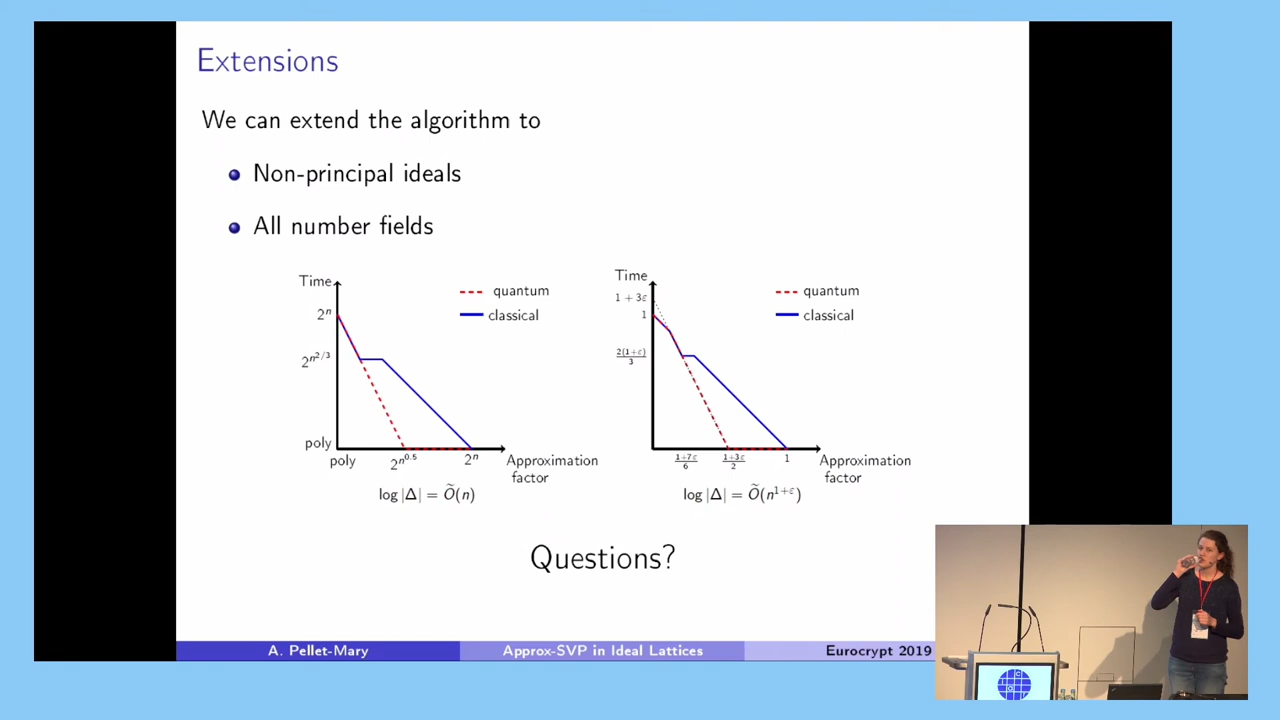 Extensions
We can extend the algorithm to
Non-principal ideals
All number fields
Time
2^n
2^{n^{2/3}}
poly
poly
2^{n^{0.5}}
2^n
Approximation
factor
quantum
classical
log |Δ| = Õ(n)
Time
1 + 3ε
1
2(1+ε)/3
(1+7ε)/6
(1+3ε)/2
1
Approximation
factor
quantum
classical
log |Δ| = Õ(n^{1+ε})
Questions?
A. Pellet-Mary
Approx-SVP in Ideal Lattices
Eurocrypt 2019